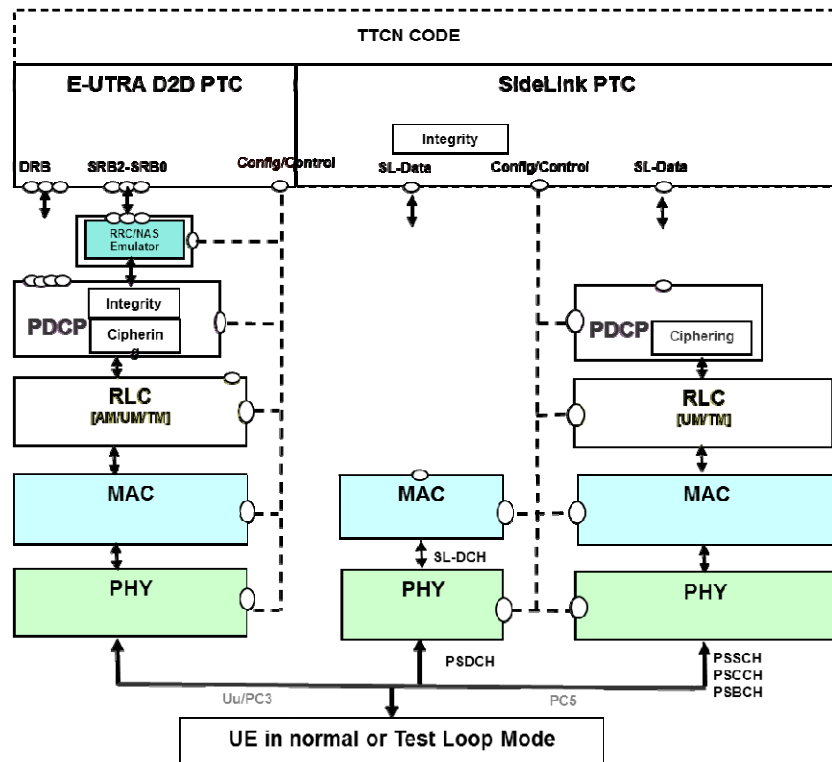 TTCN CODE
E-UTRA D2D PTC
SideLink PTC
Integrity
DRB
SRB2-SRB0
Config/Control
SL-Data
Config/Control
SL-Data
RRC/NAS
Emulator
PDCP
Integrity
Cipherin
g
PDCP
Ciphering
RLC
[AM/UM/TM]
RLC
[UM/TM]
MAC
MAC
MAC
SL-DCH
PHY
PHY
PHY
PSDCH
PSSCH
PSCCH
PSBCH
Uu/PC3
PC5
UE in normal or Test Loop Mode